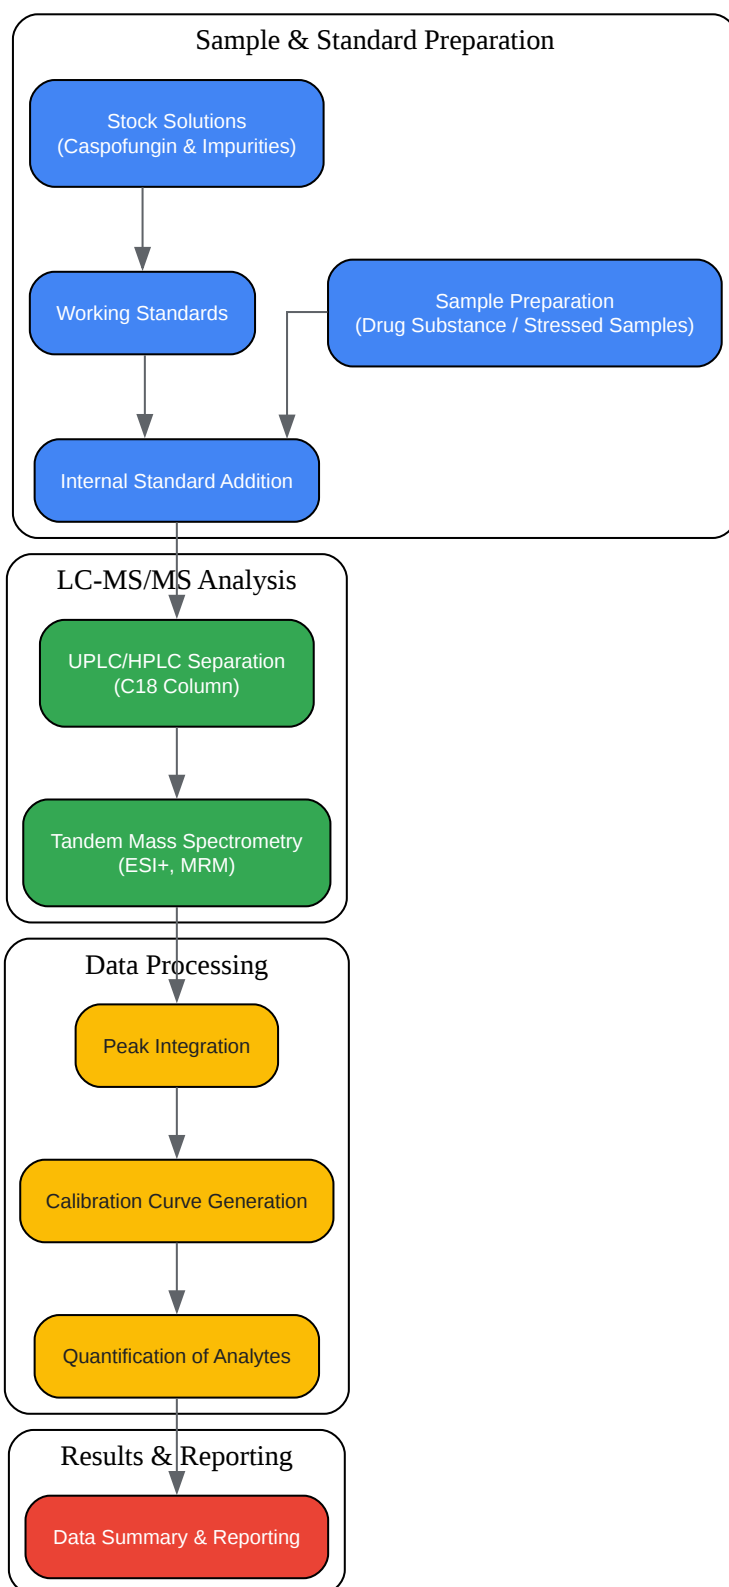 Sample & Standard Preparation
Stock Solutions
(Caspofungin & Impurities)
Working Standards
Sample Preparation
(Drug Substance / Stressed Samples)
Internal Standard Addition
LC-MS/MS Analysis
UPLC/HPLC Separation
(C18 Column)
Tandem Mass Spectrometry
(ESI+, MRM)
Data Processing
Peak Integration
Calibration Curve Generation
Quantification of Analytes
Results & Reporting
Data Summary & Reporting